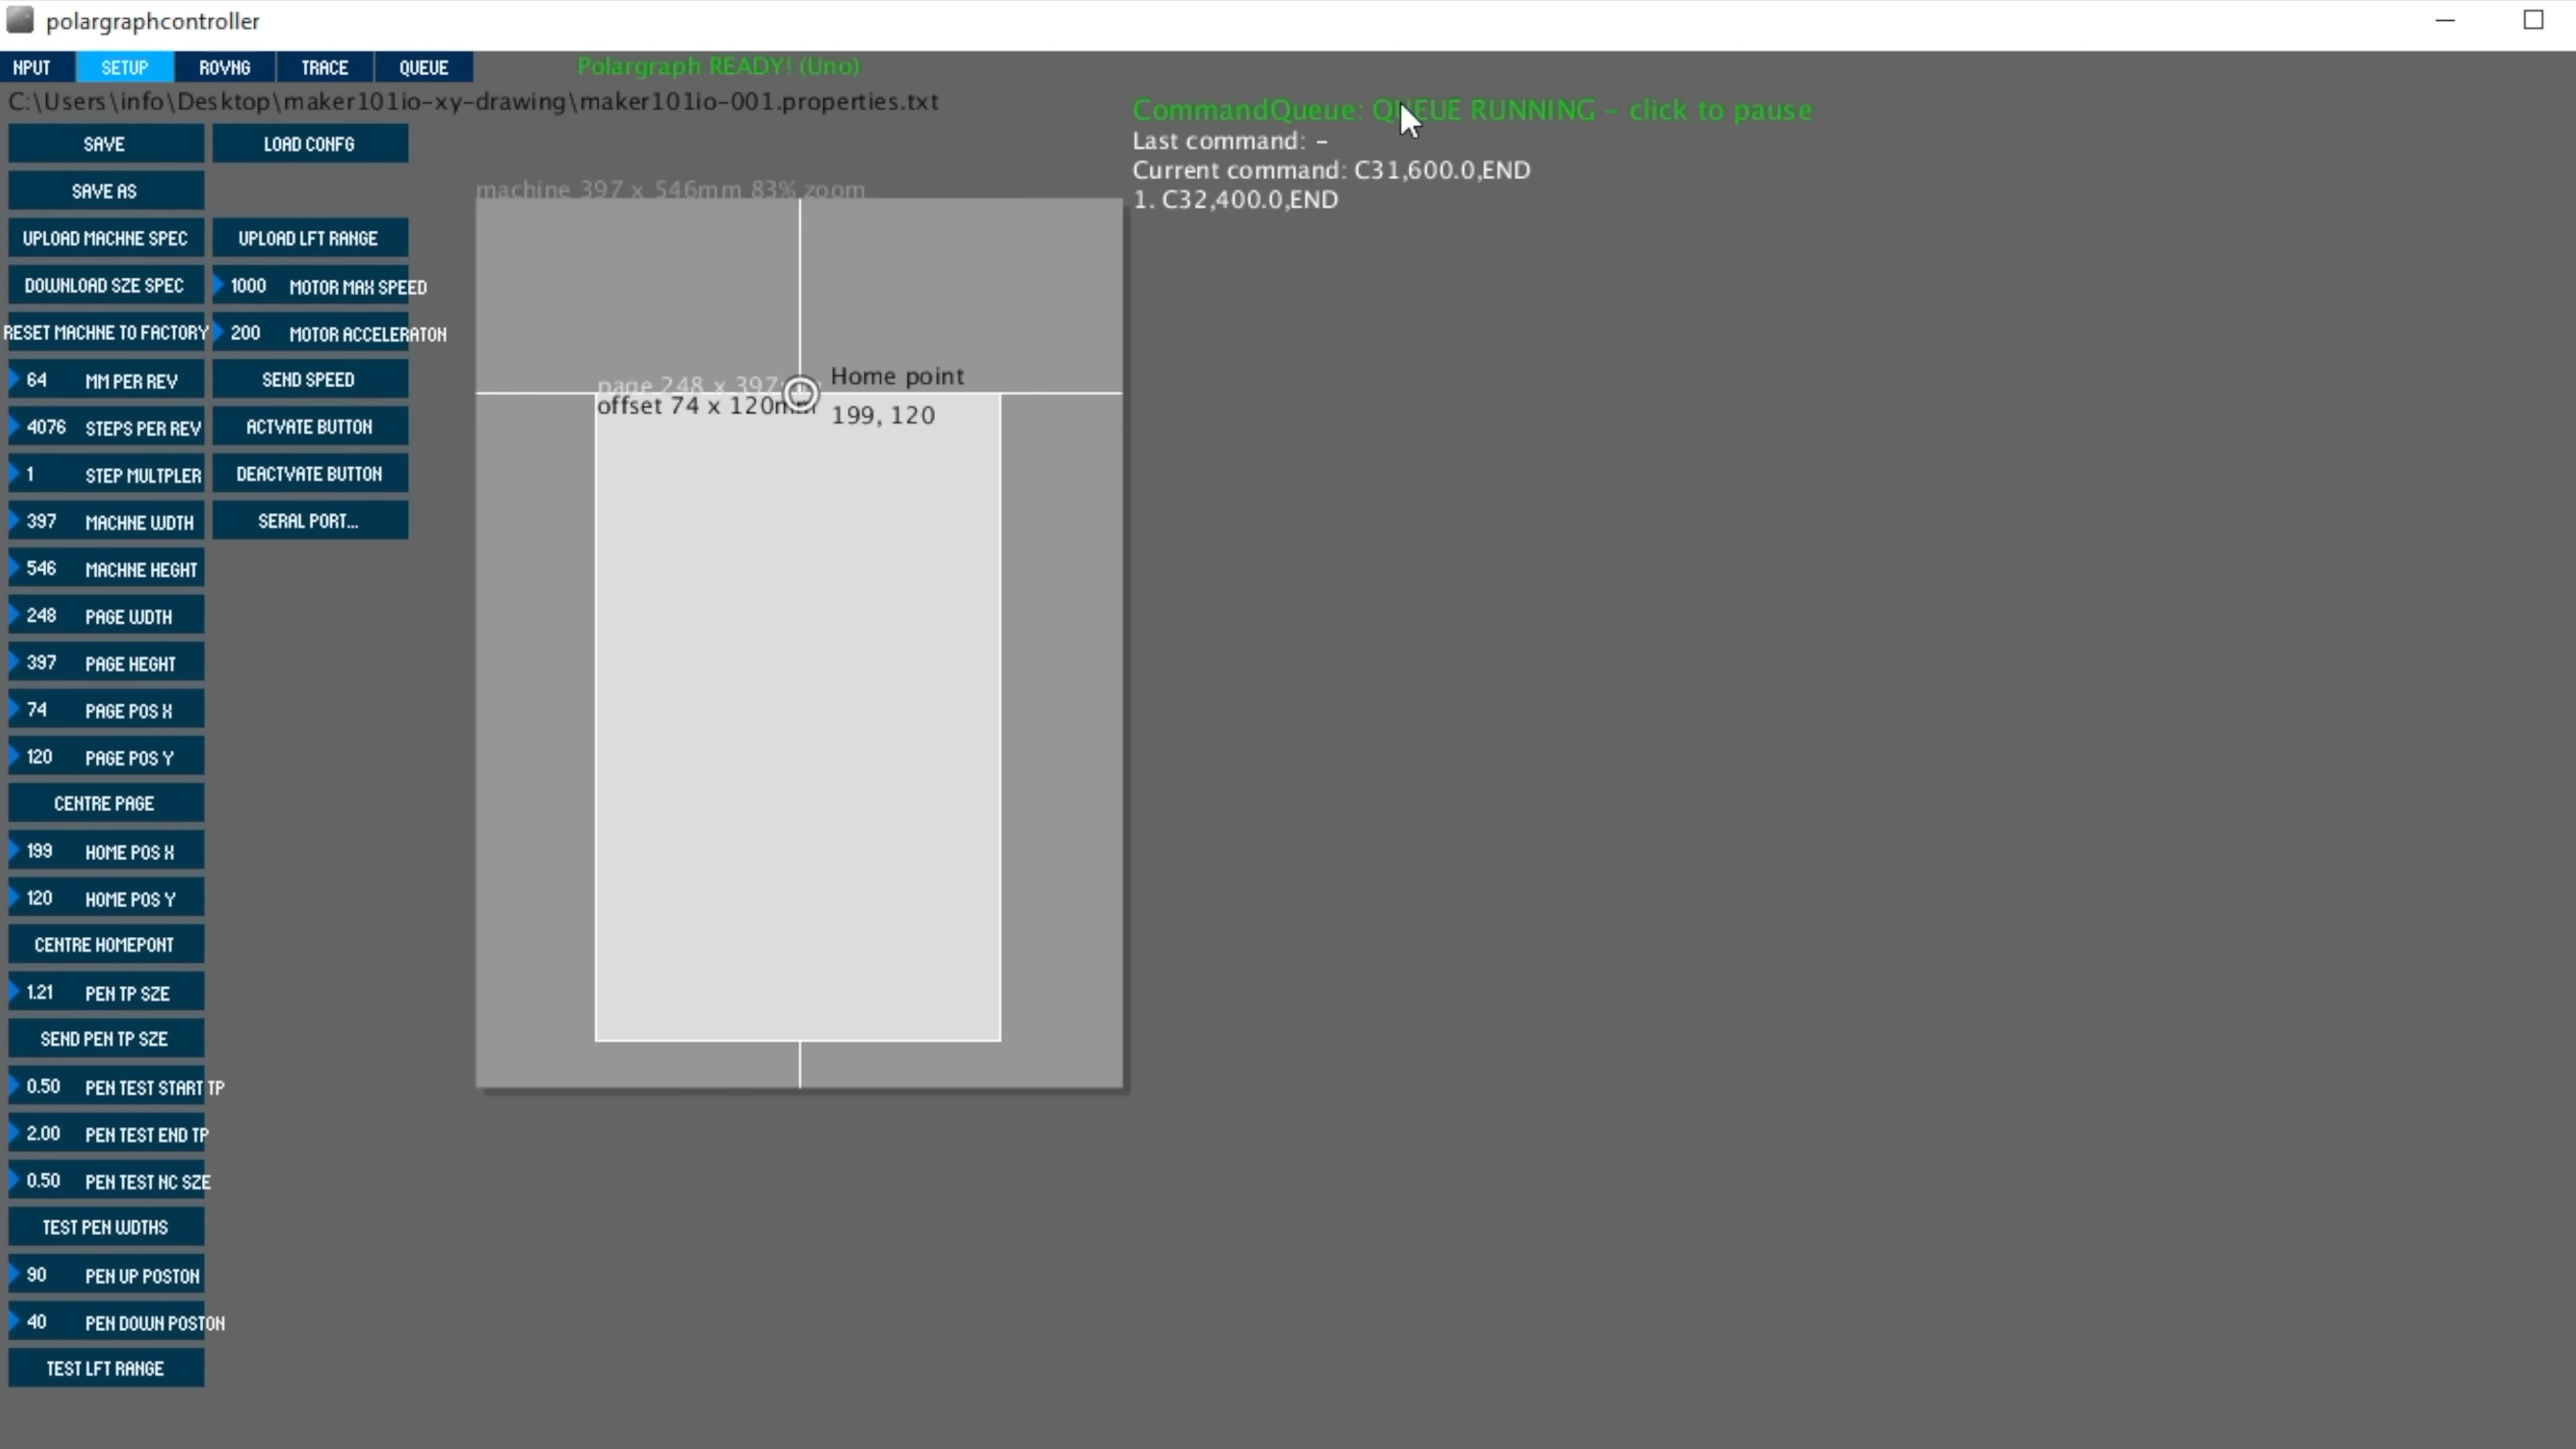 polargraphcontroller
NPUT SETUP ROVNG TRACE QUEUE Polargraph READY! (Uno)
C:\Users\info\Desktop\maker101io-xy-drawing\maker101io-001.properties.txt
CommandQueue: QUEUE RUNNING - click to pause
Last command: -
Current command: C31,600.0,END
1. C32,400.0,END
SAVE LOAD CONFG
SAVE AS
UPLOAD MACHNE SPEC UPLOAD LFT RANGE
DOWNLOAD SZE SPEC 1000 MOTOR MAX SPEED
RESET MACHNE TO FACTORY 200 MOTOR ACCELERATON
64 MM PER REV SEND SPEED
4076 STEPS PER REV ACTVATE BUTTON
1 STEP MULTPLER DEACTVATE BUTTON
397 MACHNE WDTH SERAL PORT...
546 MACHNE HEGHT
248 PAGE WDTH
397 PAGE HEGHT
74 PAGE POS X
120 PAGE POS Y
CENTRE PAGE
199 HOME POS X
120 HOME POS Y
CENTRE HOMEPONT
1.21 PEN TP SZE
SEND PEN TP SZE
0.50 PEN TEST START TP
2.00 PEN TEST END TP
0.50 PEN TEST NC SZE
TEST PEN WDTHS
90 PEN UP POSTON
40 PEN DOWN POSTON
TEST LFT RANGE
machine 397 x 546mm 83% zoom
page 248 x 397
offset 74 x 120mm
Home point
199, 120